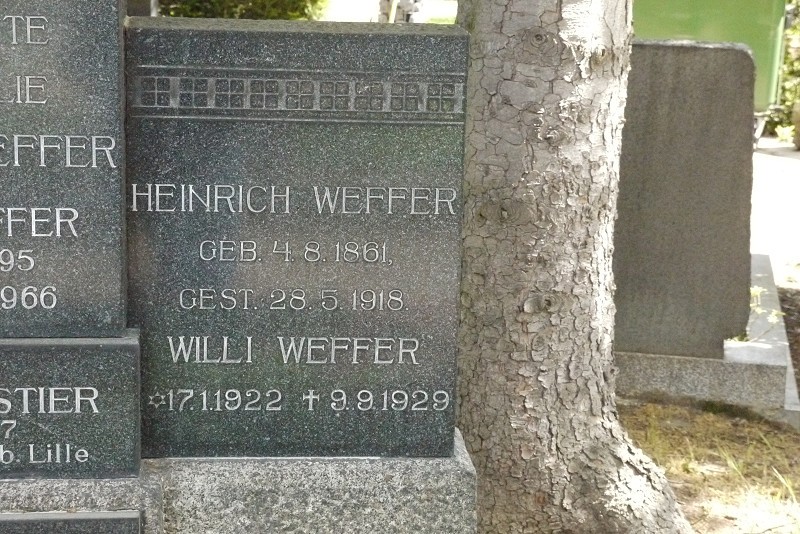 TE
LIE
EFFER
FFER
95
1966
STIER
7
b. Lille
HEINRICH WEFFER
GEB. 4.8.1861,
GEST. 28.5.1918.
WILLI WEFFER
✡17.1.1922 ✝ 9.9.1929